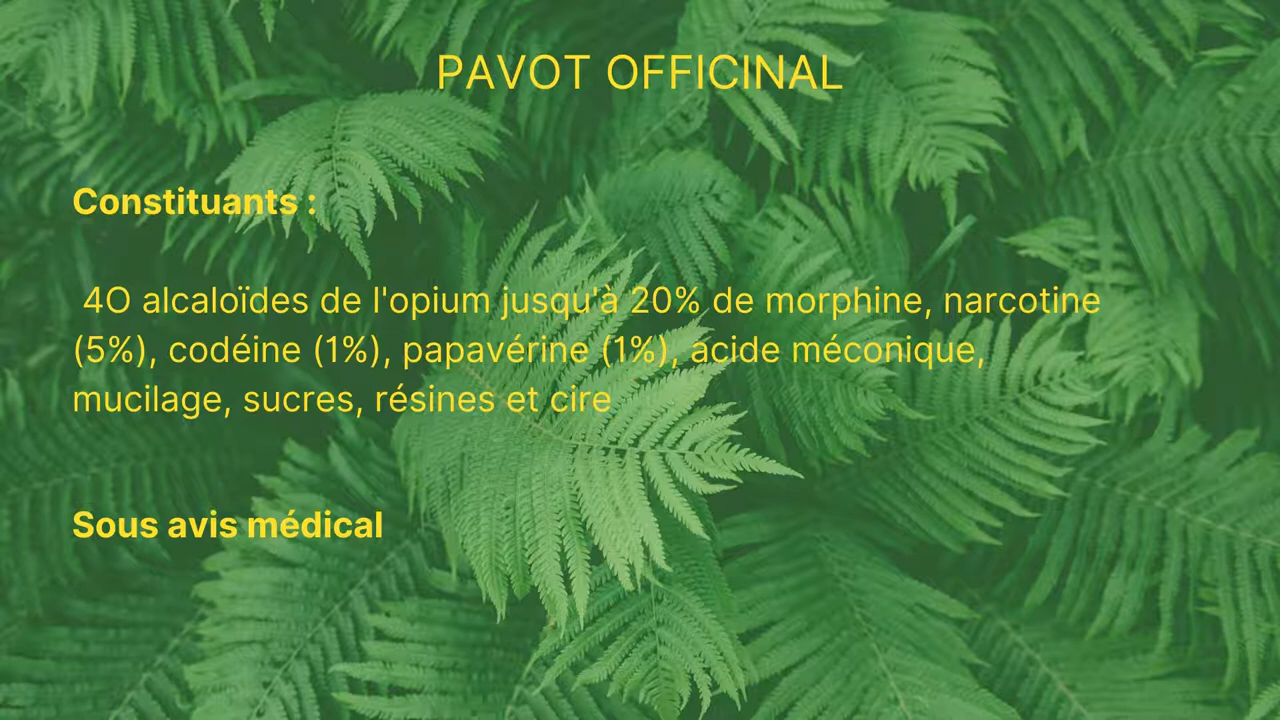 PAVOT OFFICINAL
Constituants :
4O alcaloïdes de l'opium jusqu'à 20% de morphine, narcotine
(5%), codéine (1%), papavérine (1%), acide méconique,
mucilage, sucres, résines et cire
Sous avis médical